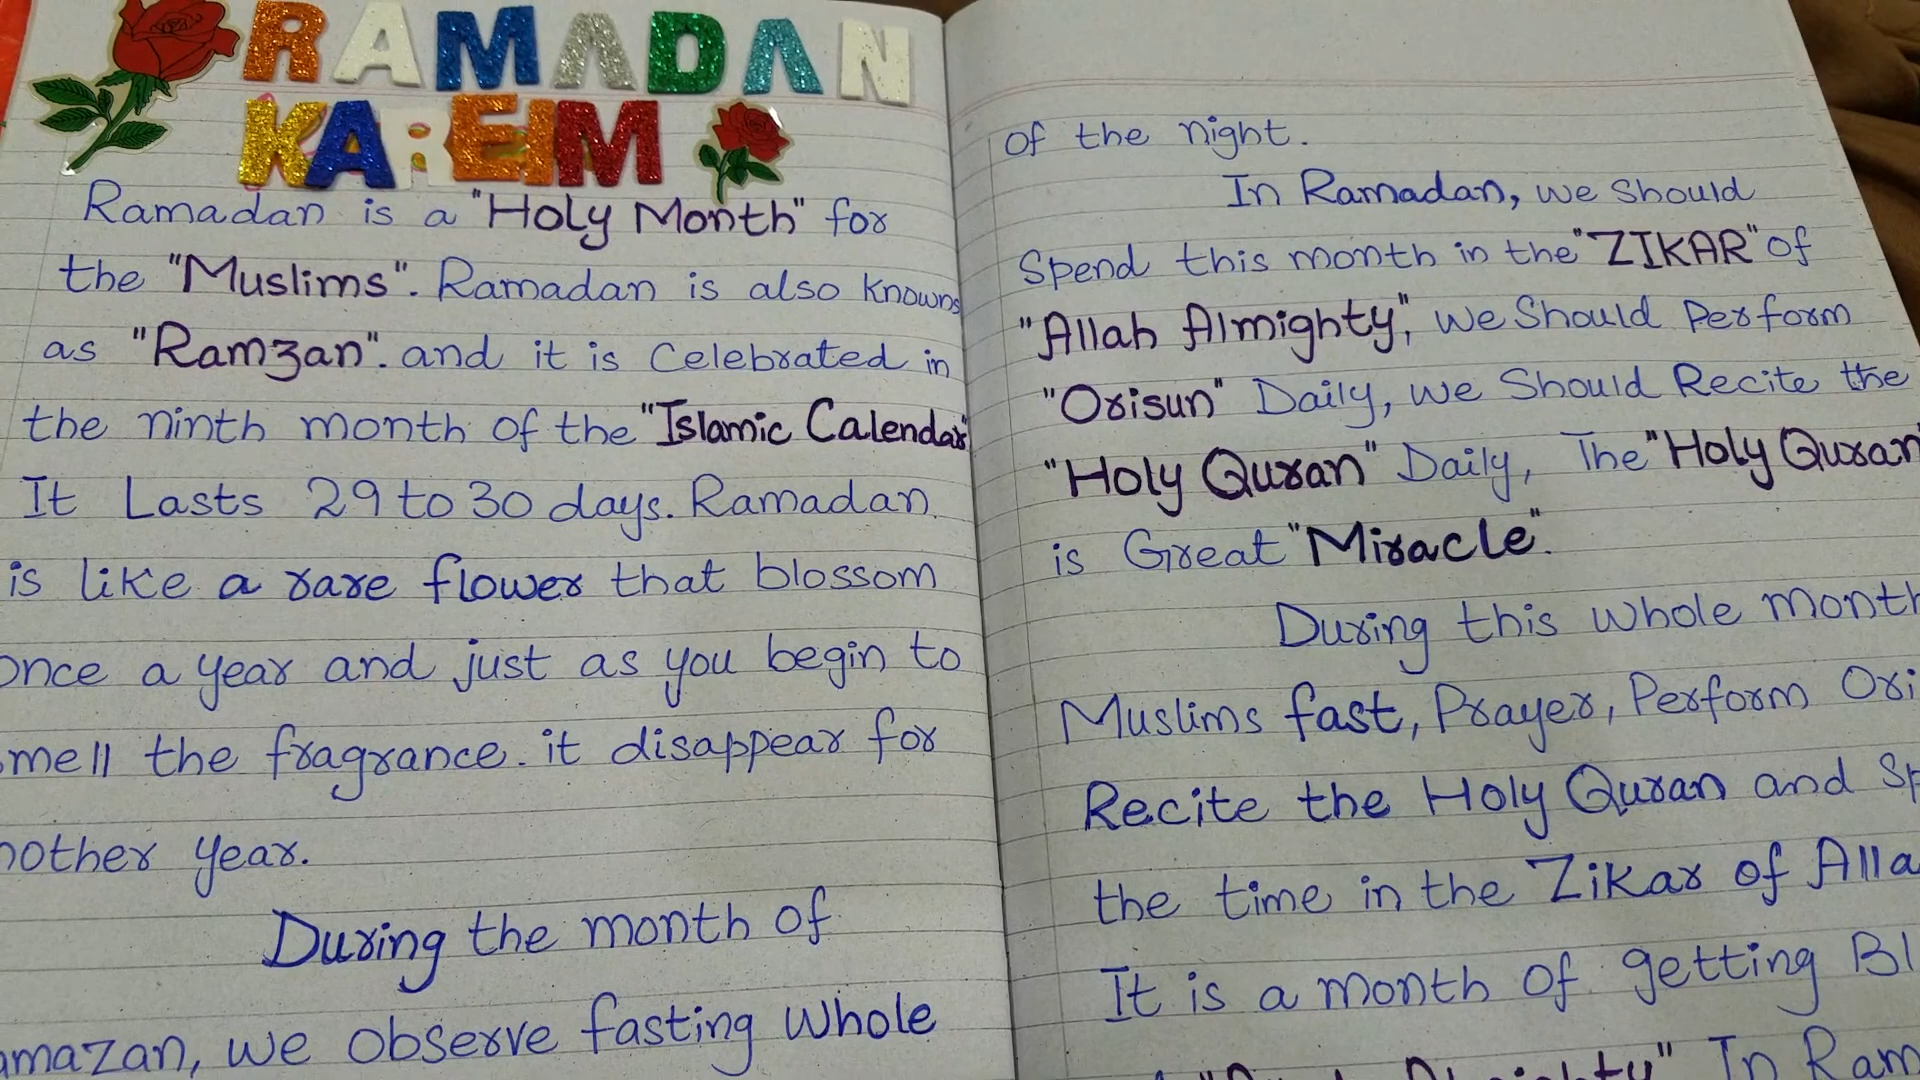 RAMADAN
KAREIM
Ramadan is a "Holy Month" for
the "Muslims". Ramadan is also knowns
as "Ramzan". and it is Celebrated in
the ninth month of the "Islamic Calendar"
It Lasts 29 to 30 days. Ramadan
is like a rare flower that blossom
once a year and just as you begin to
smell the fragrance. it disappear for
nother year.
During the month of
amazan, we observe fasting whole
of the night.
In Ramadan, we should
Spend this month in the "ZIKAR" of
"Allah Almighty", we Should Perform
"Orisun" Daily, we Should Recite the
"Holy Quran" Daily, The "Holy Quran"
is Great "Miracle".
During this whole month
Muslims fast, Prayer, Perform Ori
Recite the Holy Quran and Sp
the time in the Zikar of Alla
It is a month of getting Bl
In Ram